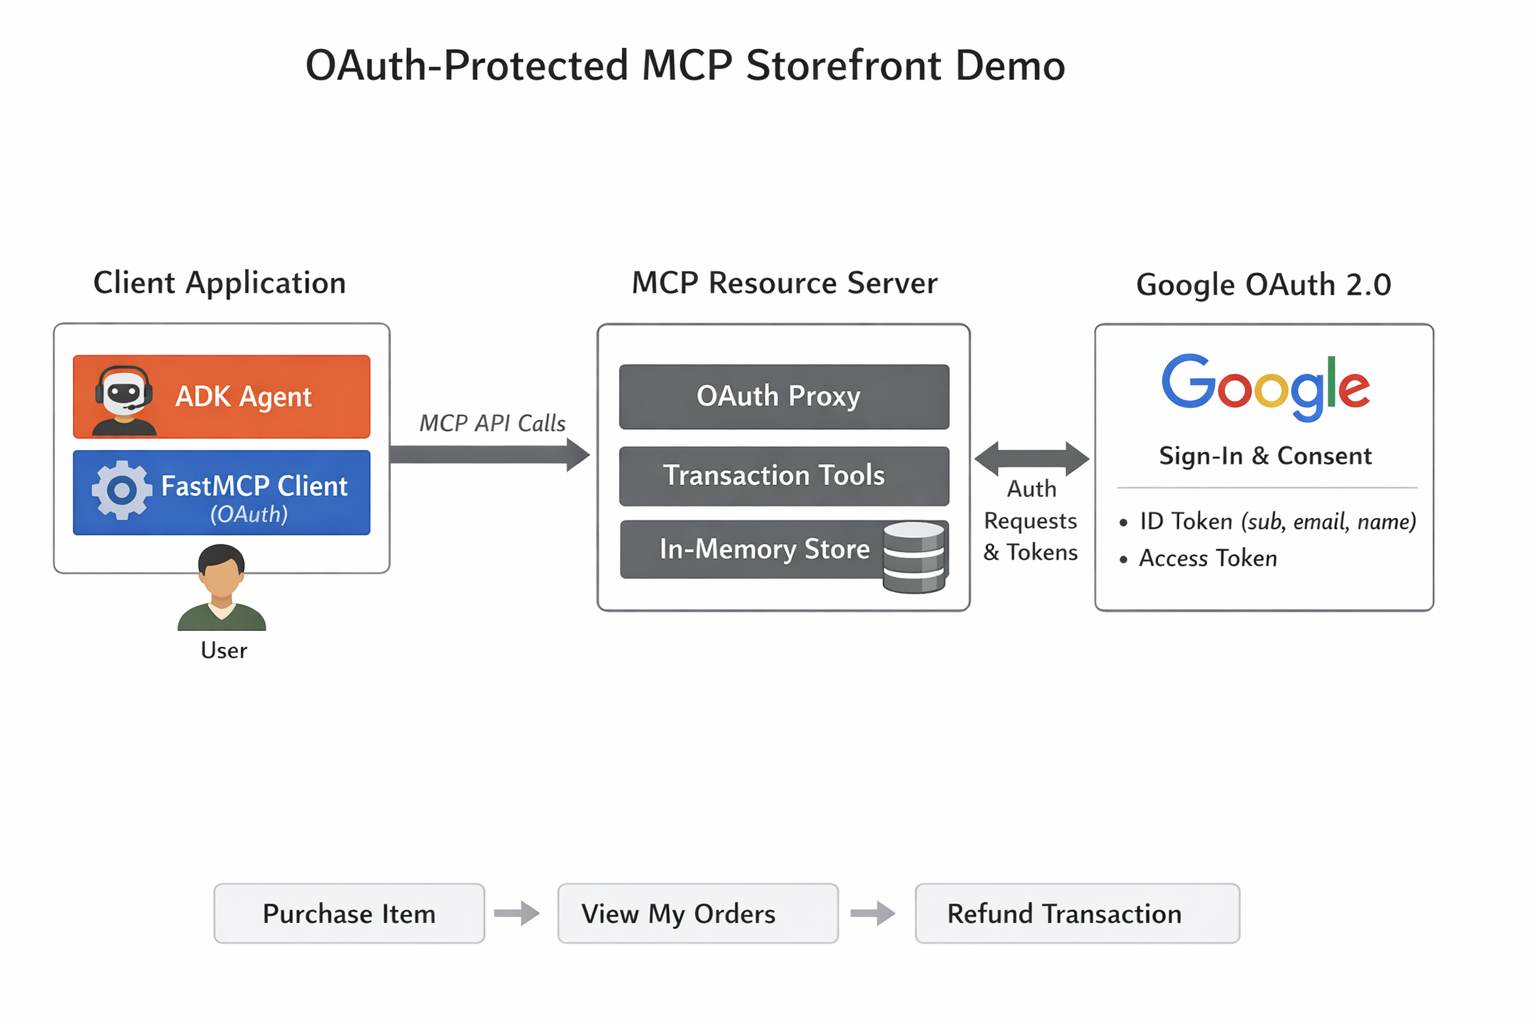 OAuth-Protected MCP Storefront Demo
Client Application
ADK Agent
FastMCP Client
(OAuth)
User
MCP API Calls
MCP Resource Server
OAuth Proxy
Transaction Tools
In-Memory Store
Auth
Requests
& Tokens
Google OAuth 2.0
Google
Sign-In & Consent
• ID Token (sub, email, name)
• Access Token
Purchase Item
View My Orders
Refund Transaction